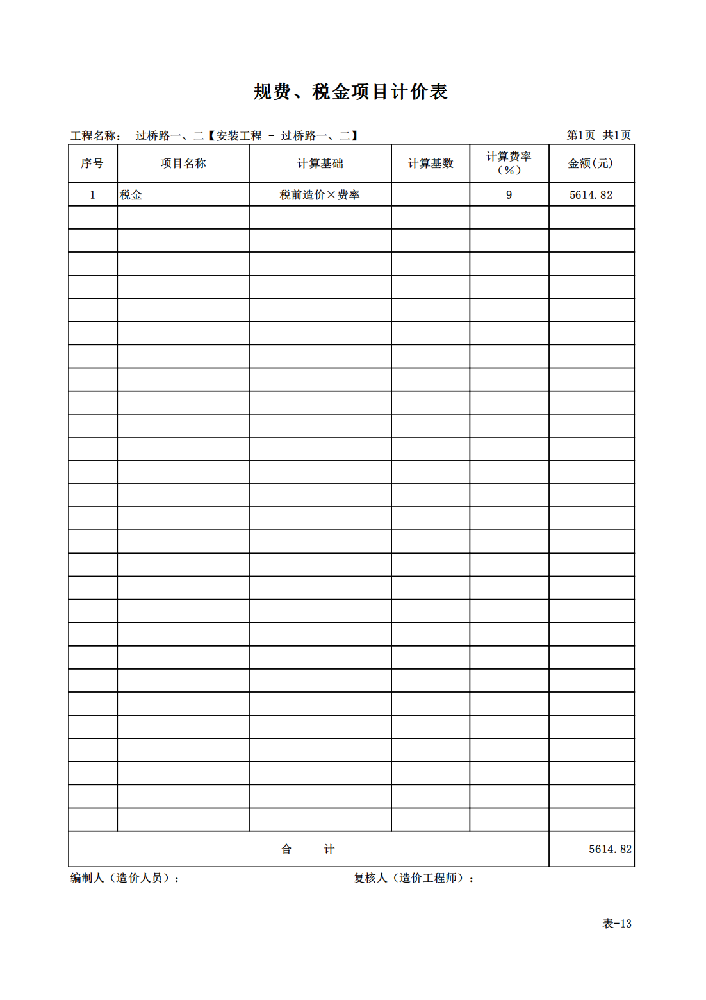 规费、税金项目计价表
工程名称： 过桥路一、二【安装工程 - 过桥路一、二】 第1页 共1页
序号 项目名称 计算基础 计算基数 计算费率（%） 金额(元)
1 税金 税前造价×费率 9 5614.82
合 计 5614.82
编制人（造价人员）： 复核人（造价工程师）：
表-13